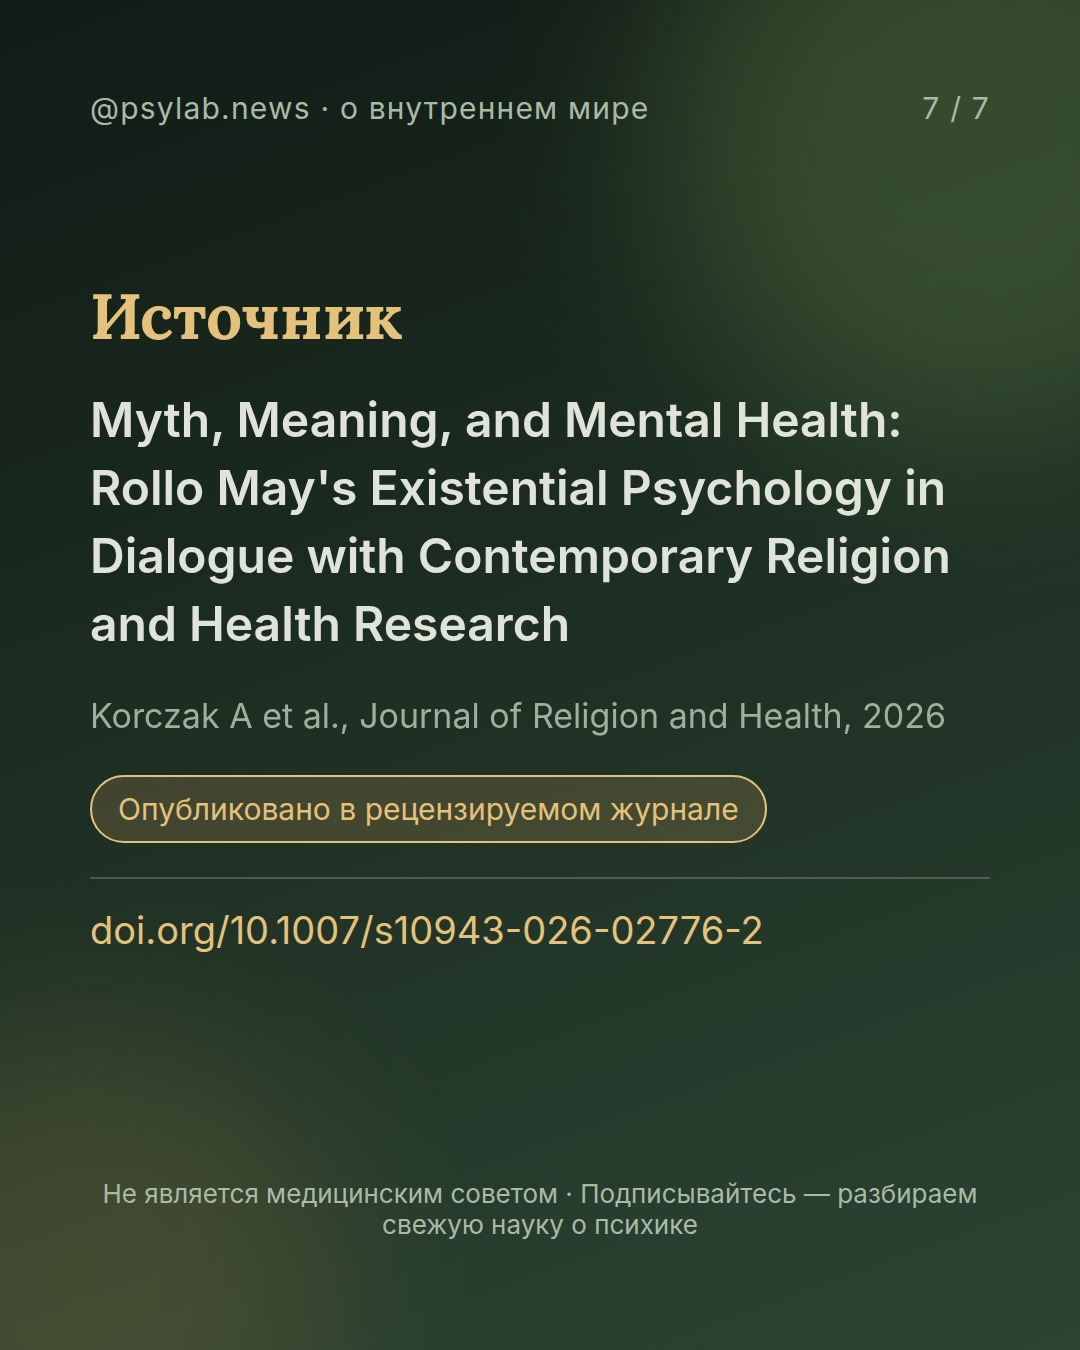 @psylab.news · о внутреннем мире
7 / 7
Источник
Myth, Meaning, and Mental Health:
Rollo May's Existential Psychology in
Dialogue with Contemporary Religion
and Health Research
Korczak A et al., Journal of Religion and Health, 2026
Опубликовано в рецензируемом журнале
doi.org/10.1007/s10943-026-02776-2
Не является медицинским советом · Подписывайтесь — разбираем
свежую науку о психике